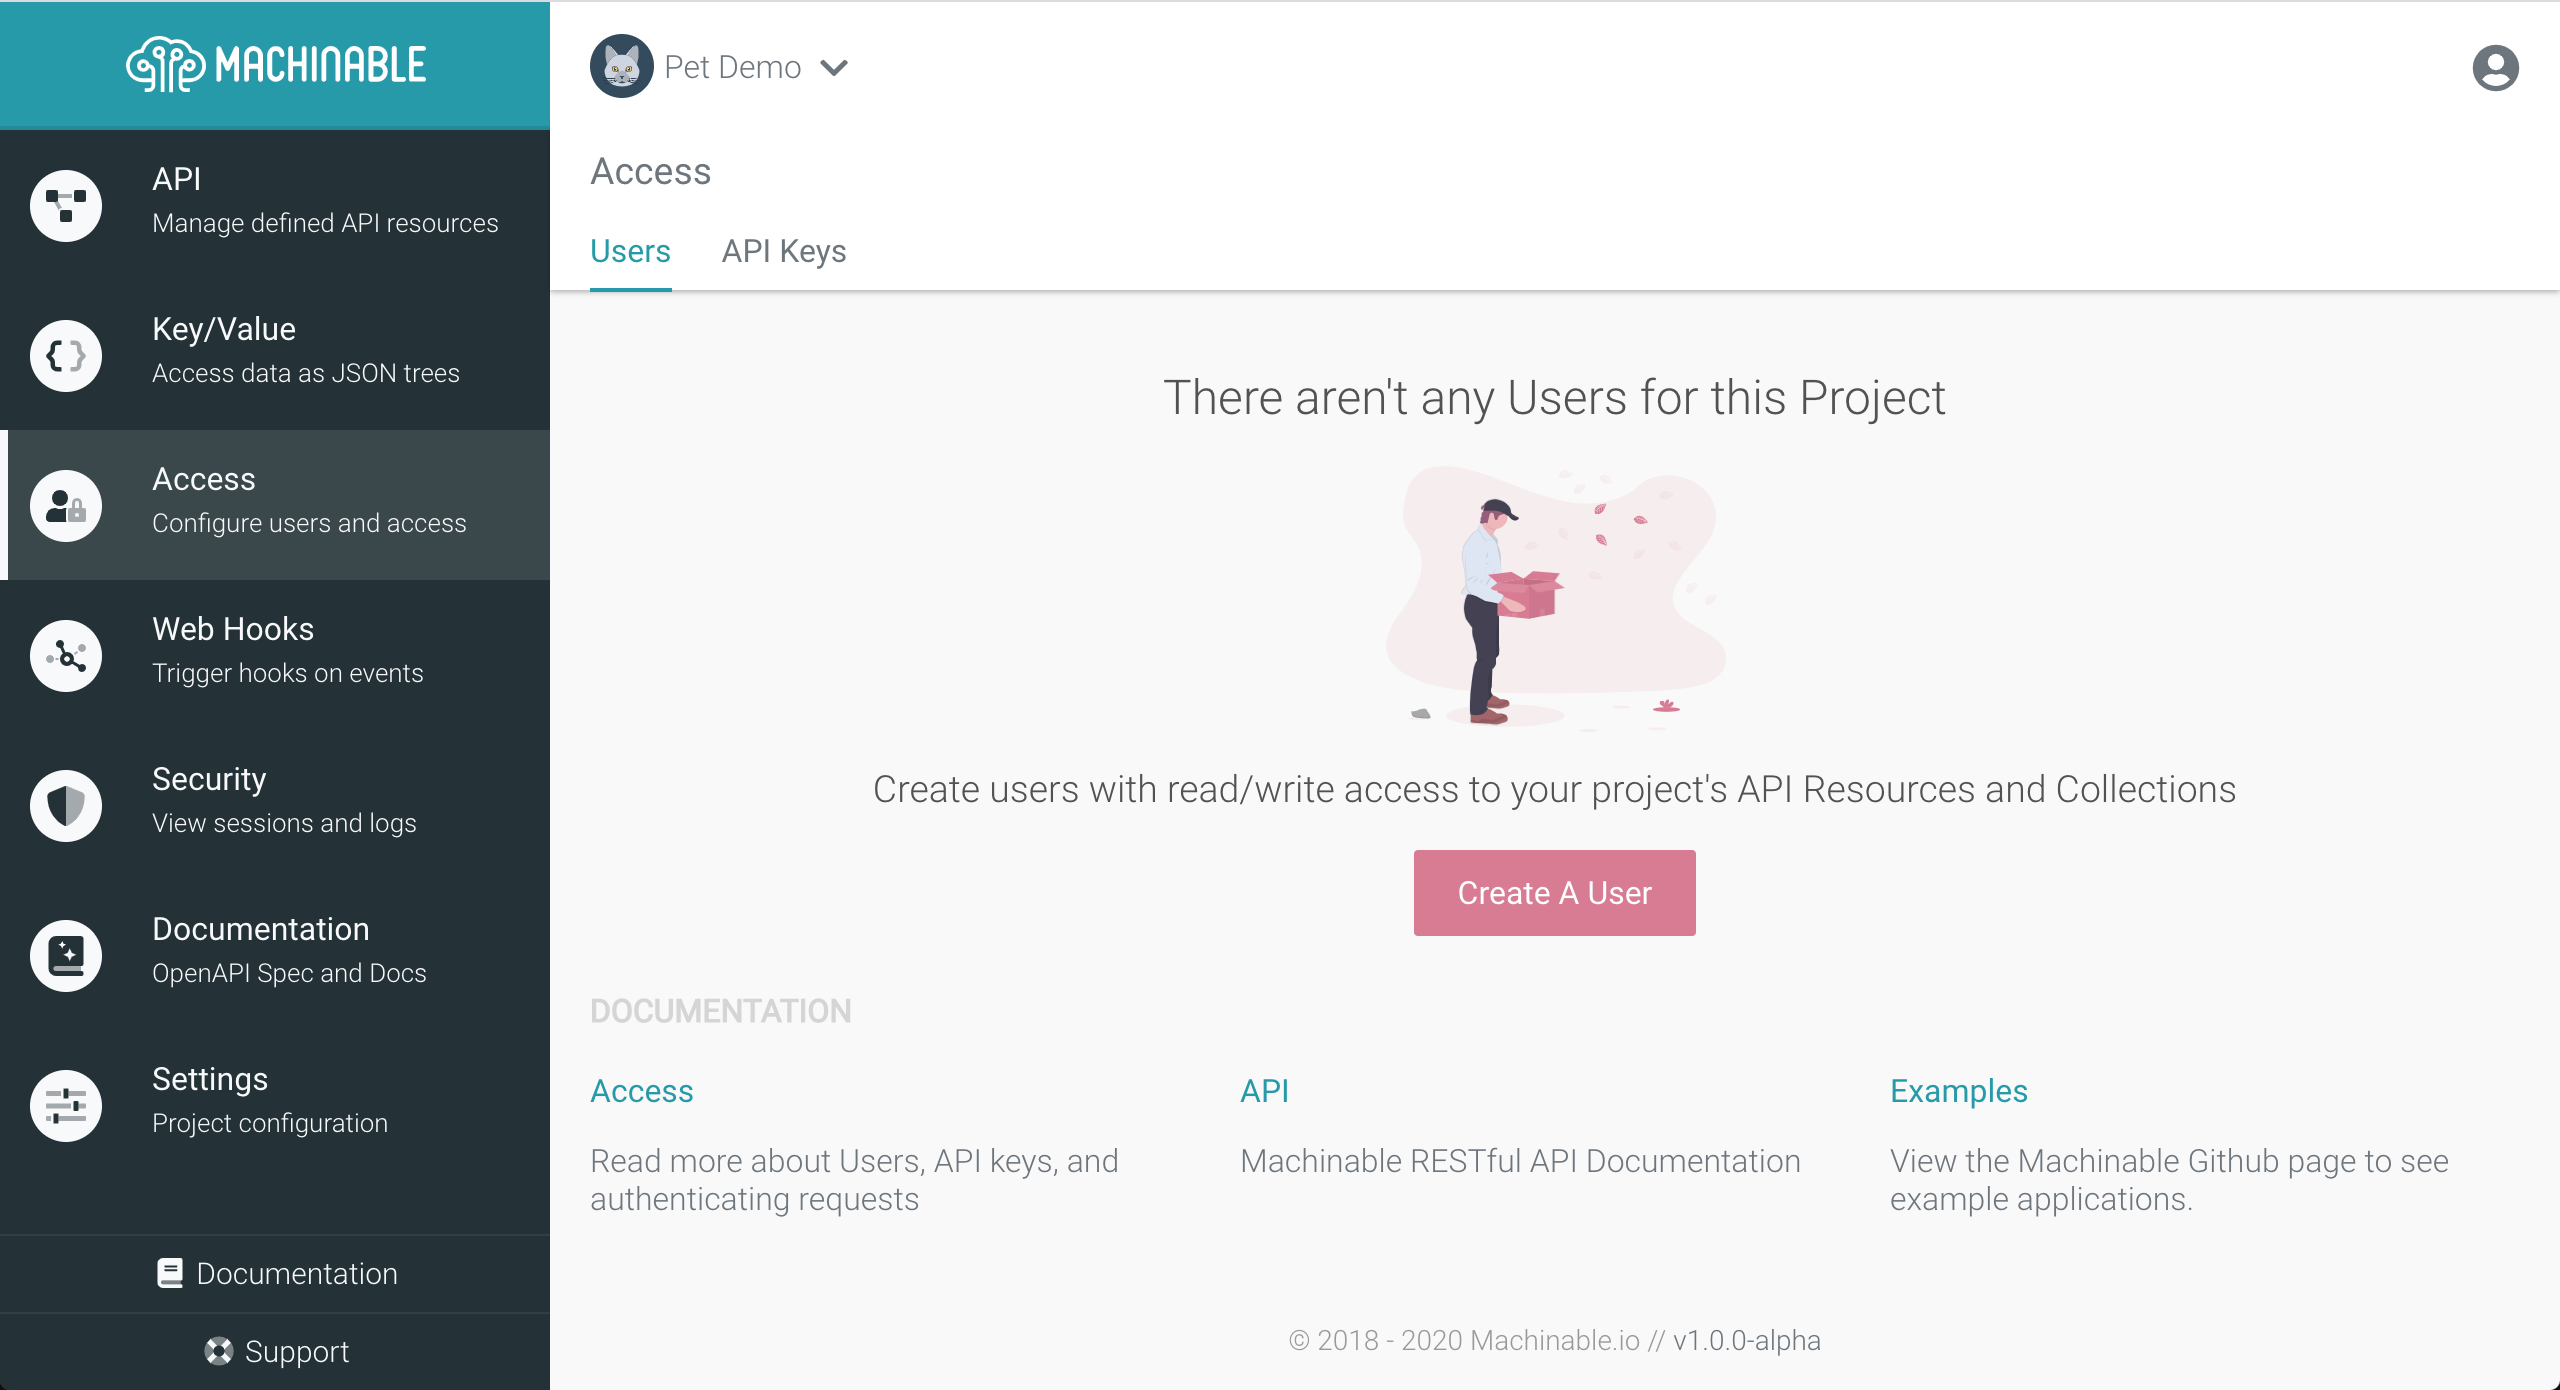 MACHINABLE
API
Manage defined API resources
Key/Value
Access data as JSON trees
Access
Configure users and access
Web Hooks
Trigger hooks on events
Security
View sessions and logs
Documentation
OpenAPI Spec and Docs
Settings
Project configuration
Documentation
Support
Pet Demo
Access
Users API Keys
There aren't any Users for this Project
Create users with read/write access to your project's API Resources and Collections
Create A User
DOCUMENTATION
Access
Read more about Users, API keys, and
authenticating requests
API
Machinable RESTful API Documentation
Examples
View the Machinable Github page to see
example applications.
© 2018 - 2020 Machinable.io // v1.0.0-alpha